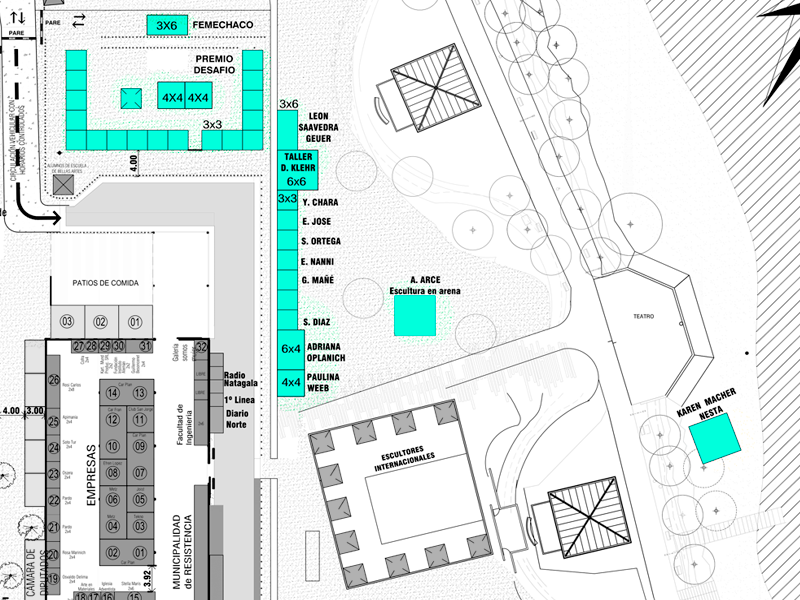 PARE
PARE
3X6
FEMECHACO
PREMIO
DESAFIO
4X4
4X4
3x3
CIRCULACIÓN VEHICULAR CON
HORARIOS CONTROLADOS
4.00
ALUMNOS DE ESCUELA
DE BELLAS ARTES
3x6
LEON
SAAVEDRA
GEUER
TALLER
D. KLEHR
6x6
3x3
Y. CHARA
E. JOSE
S. ORTEGA
E. NANNI
G. MAÑÉ
S. DIAZ
6x4
ADRIANA
OPLANICH
4x4
PAULINA
WEEB
A. ARCE
Escultura en arena
TEATRO
KAREN MACHER
NESTA
ESCULTORES
INTERNACIONALES
PATIOS DE COMIDA
03
02
01
27
28
29
30
31
32
Radio
Natagala
1º Linea
Diario
Norte
Facultad de
Ingeniería
MUNICIPALIDAD
de RESISTENCIA
EMPRESAS
14
13
12
11
10
09
08
07
06
05
04
03
02
01
26
25
24
23
22
21
20
19
4.00
3.00
3.92
CAMARA DE
DIPUTADOS
18
17
16
15